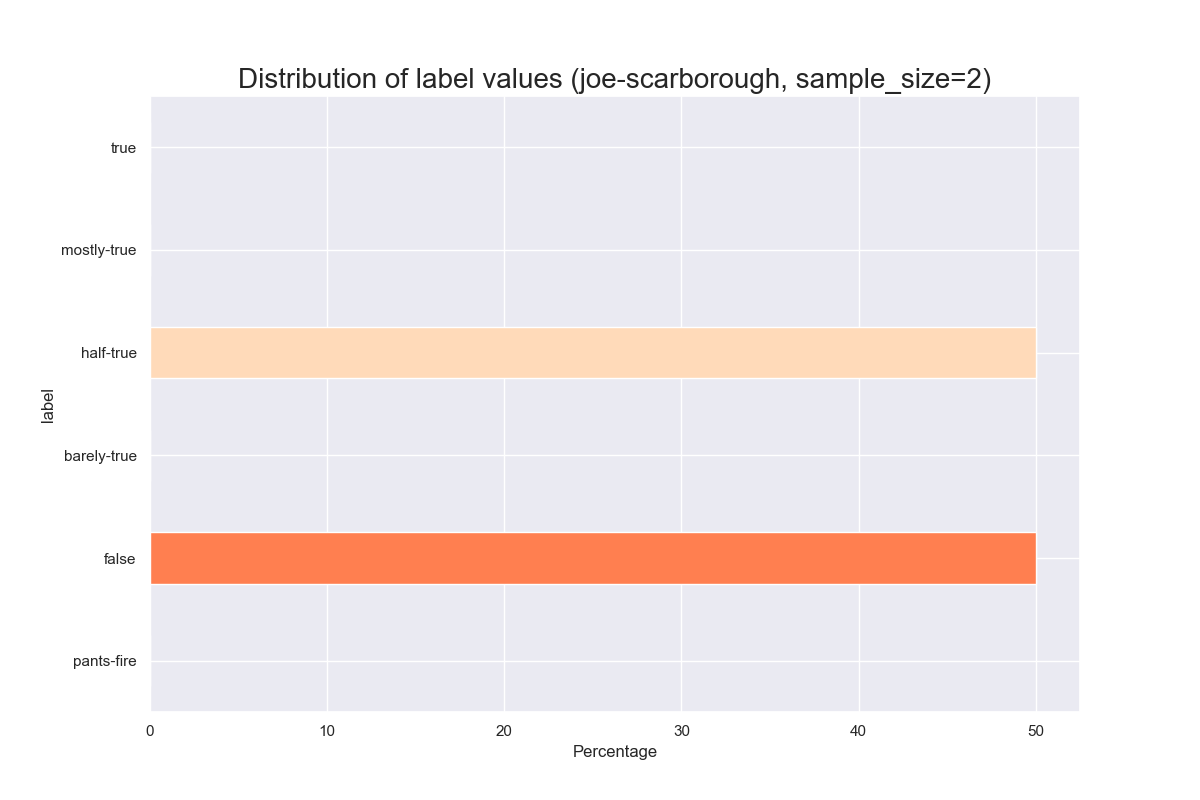 Distribution of label values (joe-scarborough, sample_size=2)
true
mostly-true
half-true
barely-true
false
pants-fire
label
0 10 20 30 40 50
Percentage